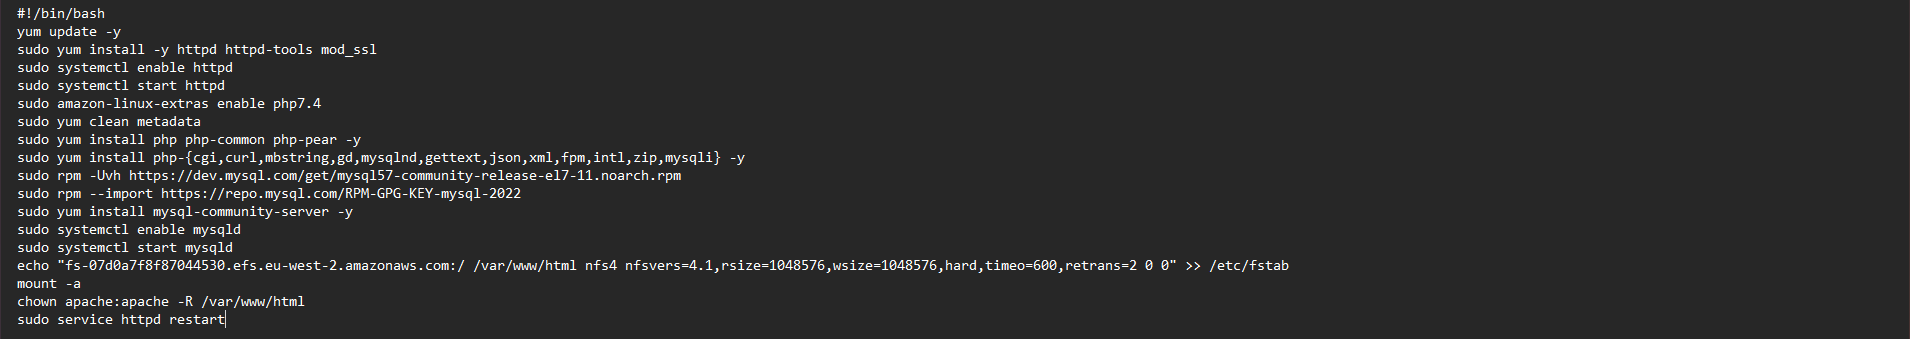 #!/bin/bash
yum update -y
sudo yum install -y httpd httpd-tools mod_ssl
sudo systemctl enable httpd
sudo systemctl start httpd
sudo amazon-linux-extras enable php7.4
sudo yum clean metadata
sudo yum install php php-common php-pear -y
sudo yum install php-{cgi,curl,mbstring,gd,mysqlnd,gettext,json,xml,fpm,intl,zip,mysqli} -y
sudo rpm -Uvh https://dev.mysql.com/get/mysql57-community-release-el7-11.noarch.rpm
sudo rpm --import https://repo.mysql.com/RPM-GPG-KEY-mysql-2022
sudo yum install mysql-community-server -y
sudo systemctl enable mysqld
sudo systemctl start mysqld
echo "fs-07d0a7f8f87044530.efs.eu-west-2.amazonaws.com:/ /var/www/html nfs4 nfsvers=4.1,rsize=1048576,wsize=1048576,hard,timeo=600,retrans=2 0 0" >> /etc/fstab
mount -a
chown apache:apache -R /var/www/html
sudo service httpd restart